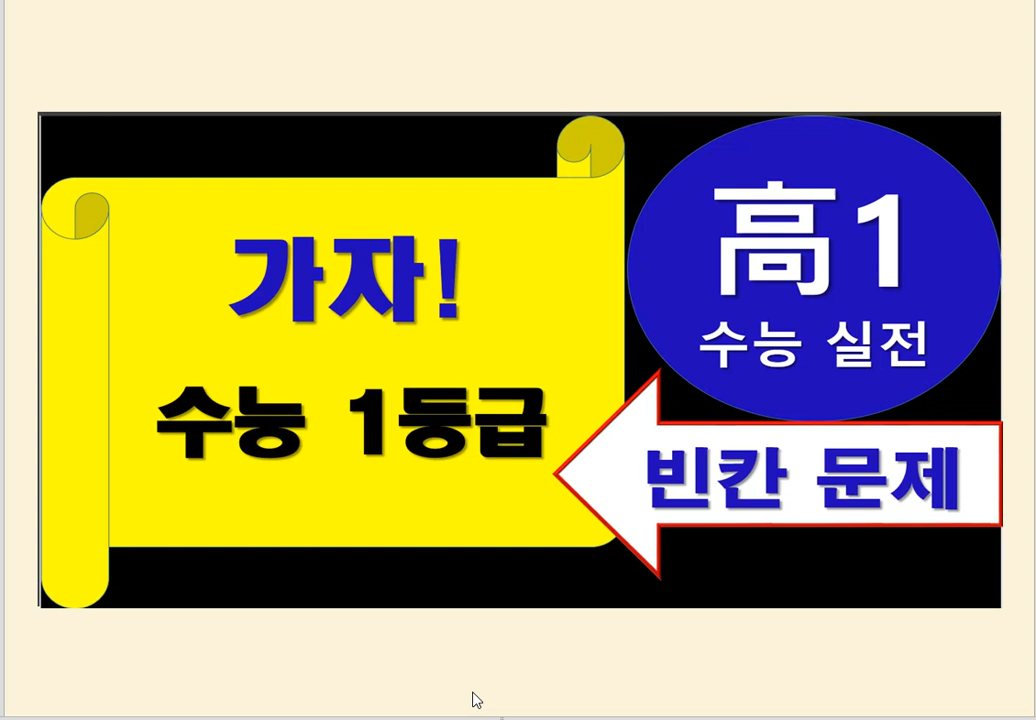 가자!
수능 1등급
高1
수능 실전
빈칸 문제